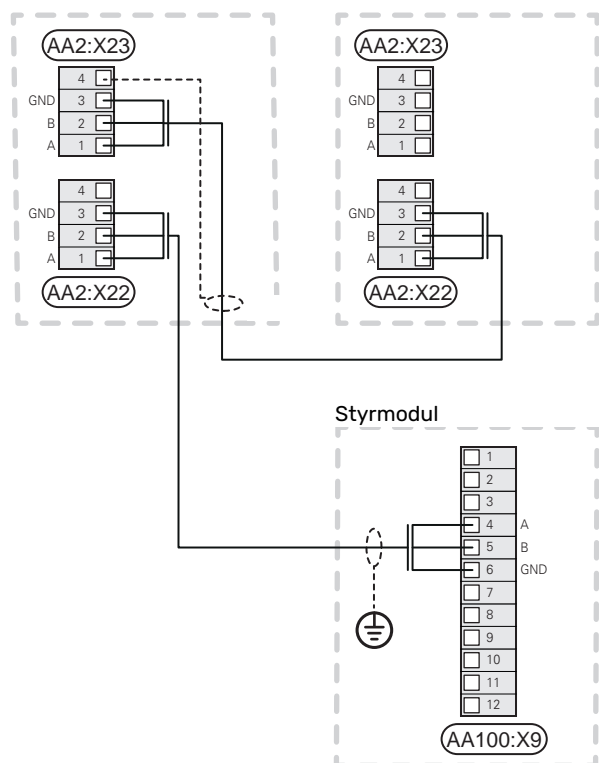 AA2:X23
4
GND 3
B 2
A 1
4
GND 3
B 2
A 1
AA2:X22
AA2:X23
4
GND 3
B 2
A 1
4
GND 3
B 2
A 1
AA2:X22
Styrmodul
1
2
3
4 A
5 B
6 GND
7
8
9
10
11
12
AA100:X9